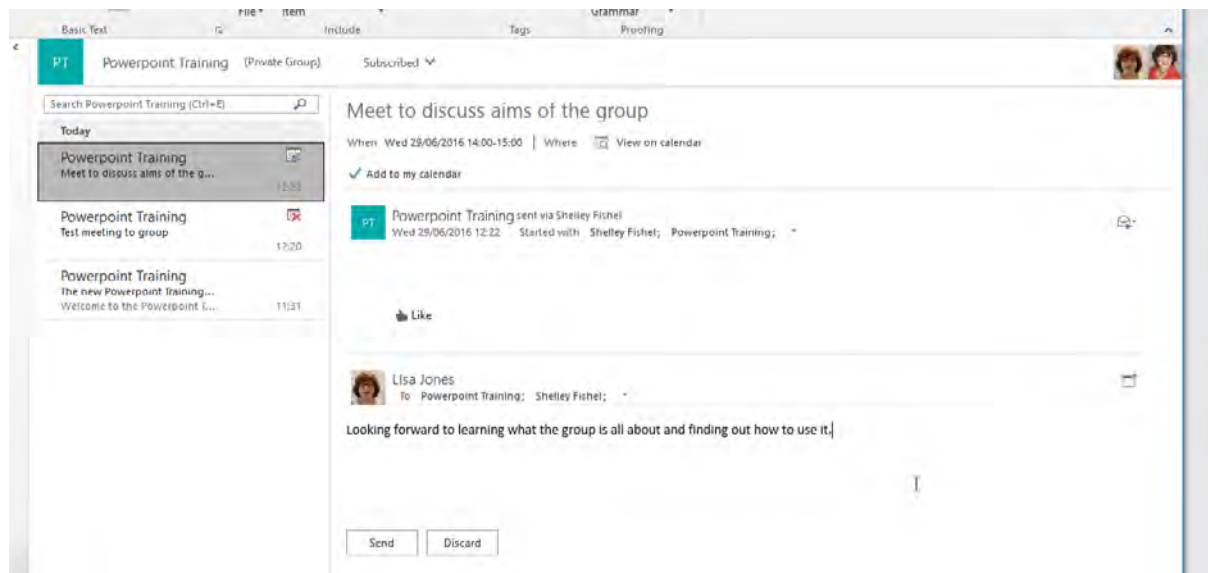 File Item
Grammar
Basic Text Include Tags Proofing
PT Powerpoint Training (Private Group) Subscribed
Search Powerpoint Training (Ctrl+E)
Today
Powerpoint Training
Meet to discuss aims of the g...
12:22
Powerpoint Training
Test meeting to group
12:20
Powerpoint Training
The new Powerpoint Training...
Welcome to the Powerpoint T... 11:31
Meet to discuss aims of the group
When Wed 29/06/2016 14:00-15:00 | Where View on calendar
Add to my calendar
PT Powerpoint Training sent via Shelley Fishel
Wed 29/06/2016 12:22 Started with Shelley Fishel; Powerpoint Training;
Like
Lisa Jones
To Powerpoint Training; Shelley Fishel;
Looking forward to learning what the group is all about and finding out how to use it.
Send Discard